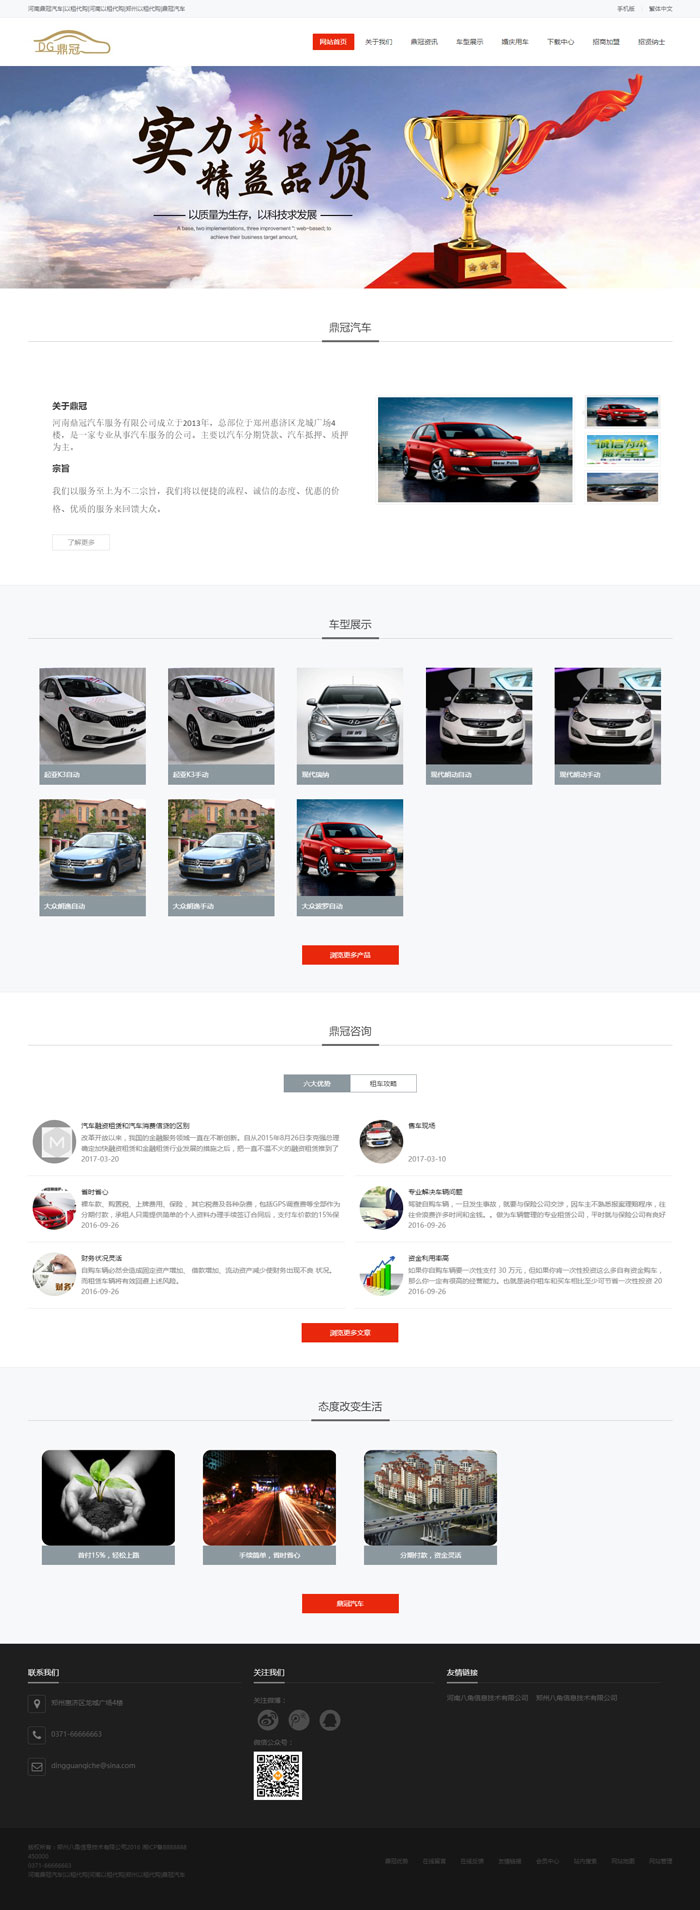 河南鼎冠汽车|以租代购|河南以租代购|郑州以租代购|鼎冠汽车
手机版 | 繁体中文
DG 鼎冠
网站首页 关于我们 鼎冠资讯 车型展示 婚庆用车 下载中心 招商加盟 招贤纳士
实力责任
精益品质
以质量为生存，以科技求发展
A base, two implementations, three improvement ": web-based; to
achieve their business target amount,
鼎冠汽车
关于鼎冠
河南鼎冠汽车服务有限公司成立于2013年，总部位于郑州惠济区龙城广场4
楼，是一家专业从事汽车服务的公司。主要以汽车分期贷款、汽车抵押、质押
为主。
宗旨
我们以服务至上为不二宗旨，我们将以便捷的流程、诚信的态度、优惠的价
格、优质的服务来回馈大众。
了解更多
New Polo
诚信为本
服务至上
车型展示
起亚K3自动
起亚K3手动
现代瑞纳
现代朗动自动
现代朗动手动
大众朗逸自动
大众朗逸手动
大众波罗自动
浏览更多产品
鼎冠咨询
六大优势 租车攻略
汽车融资租赁和汽车消费信贷的区别
改革开放以来，我国的金融服务领域一直在不断创新。自从2015年8月26日李克强总理
确定加快融资租赁和金融租赁行业发展的措施之后，把一直不温不火的融资租赁推到了
2017-03-20
售车现场
2017-03-10
省时省心
裸车款、购置税、上牌费用、保险 、其它税费及各种杂费，包括GPS调费费等全部作为
分期付款，承租人只需提供简单的个人资料办理手续签订合同后，支付车价款的15%保
2016-09-26
专业解决车辆问题
驾驶自购车辆，一旦发生事故，就要与保险公司交涉，因车主不熟悉报案理赔程序，往
往会浪费许多时间和金钱。。做为车辆管理的专业租赁公司，平时就与保险公司有良好
2016-09-26
财务状况灵活
自购车辆必然会造成固定资产增加、 借款增加、流动资产减少使财务出现不良 状况。
而租赁车辆将有效回避上述风险。
2016-09-26
资金利用率高
如果你自购车辆要一次性支付 30 万元，但如果你肯一次性投资这么多自有资金购车，
那么你一定有很高的经营能力。也就是说你租车和买车相比至少可节省一次性投资 20
2016-09-26
浏览更多文章
态度改变生活
首付15%，轻松上路
手续简单，省时省心
分期付款，资金灵活
鼎冠汽车
联系我们
郑州惠济区龙城广场4楼
0371-66666663
dingguanqiche@sina.com
关注我们
关注微博：
微信公众号：
友情链接
河南八角信息技术有限公司 郑州八角信息技术有限公司
版权所有：郑州八角信息技术有限公司2016 湘ICP备8888888
450000
0371-66666663
河南鼎冠汽车|以租代购|河南以租代购|郑州以租代购|鼎冠汽车
在线留言 在线反馈 友情链接 会员中心 站内搜索 网站地图 网站管理